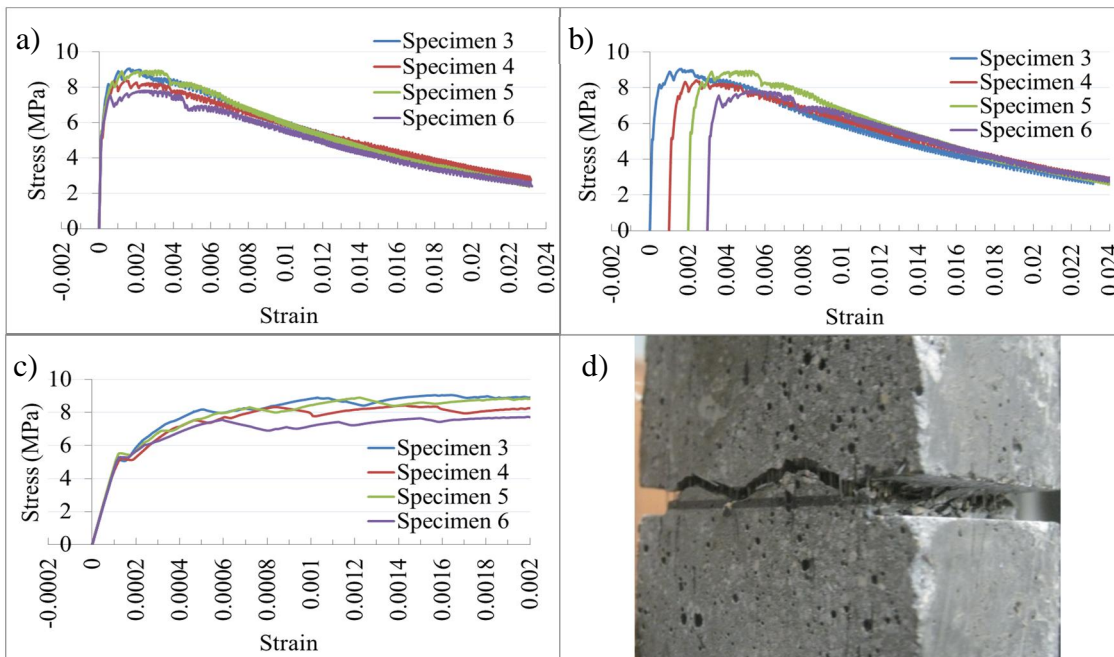 a)
Specimen 3
Specimen 4
Specimen 5
Specimen 6
10
8
6
4
2
0
Stress (MPa)
-0.002
0
0.002
0.004
0.006
0.008
0.01
0.012
0.014
0.016
0.018
0.02
0.022
0.024
Strain
b)
Specimen 3
Specimen 4
Specimen 5
Specimen 6
10
8
6
4
2
0
Stress (MPa)
-0.002
0
0.002
0.004
0.006
0.008
0.01
0.012
0.014
0.016
0.018
0.02
0.022
0.024
Strain
c)
Specimen 3
Specimen 4
Specimen 5
Specimen 6
10
8
6
4
2
0
Stress (MPa)
-0.0002
0
0.0002
0.0004
0.0006
0.0008
0.001
0.0012
0.0014
0.0016
0.0018
0.002
Strain
d)